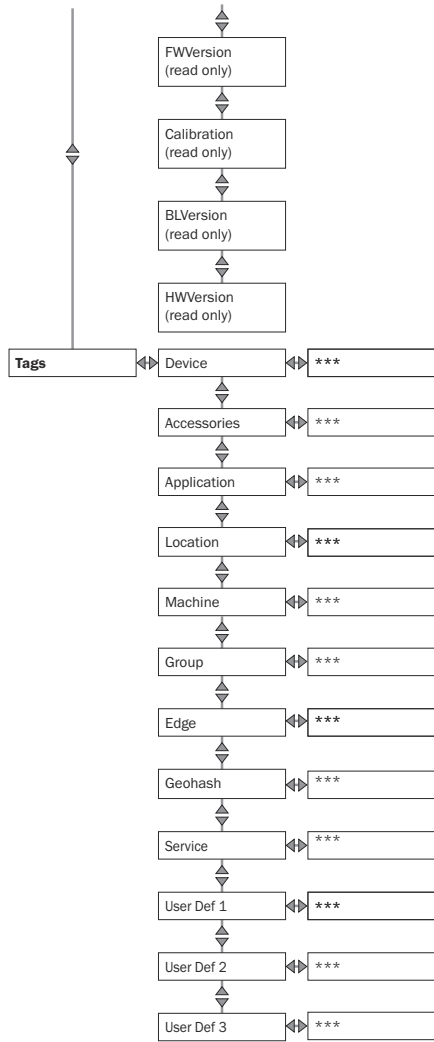 FWVersion
(read only)
Calibration
(read only)
BLVersion
(read only)
HWVersion
(read only)
Tags
Device
***
Accessories
***
Application
***
Location
***
Machine
***
Group
***
Edge
***
Geohash
***
Service
***
User Def 1
***
User Def 2
***
User Def 3
***